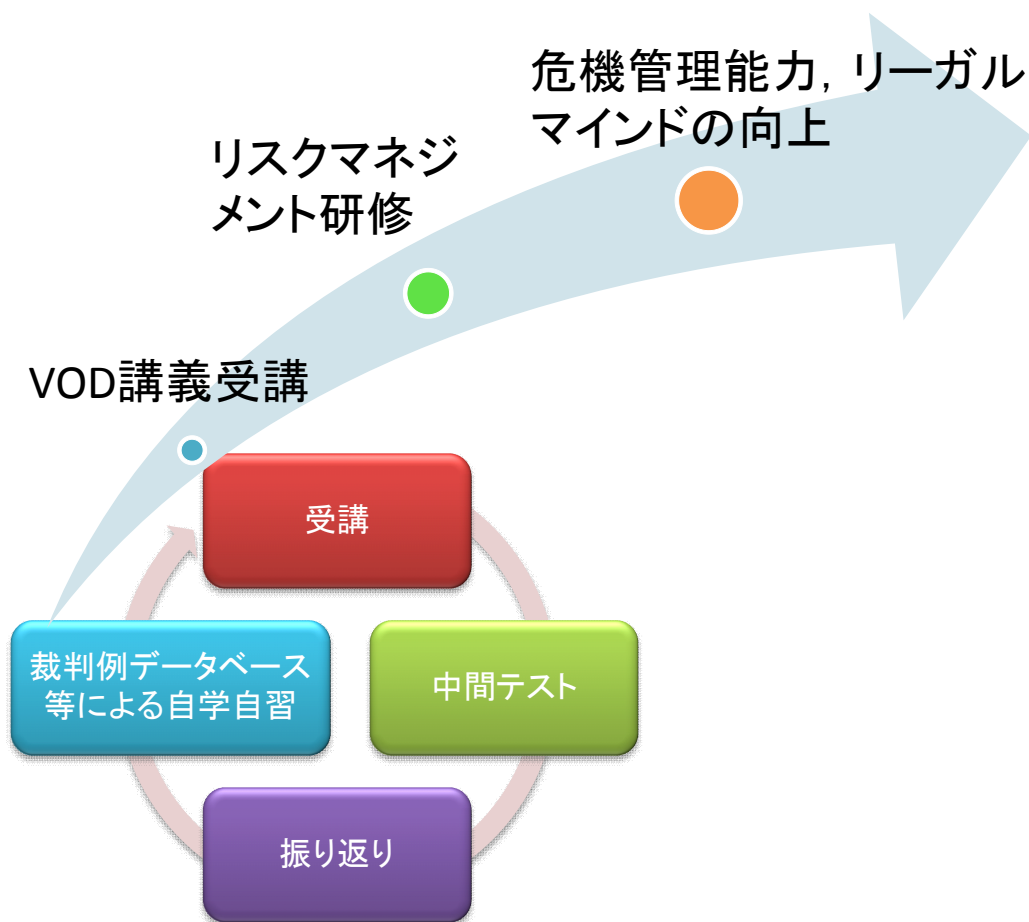 危機管理能力, リーガル
マインドの向上
リスクマネジ
メント研修
VOD講義受講
受講
裁判例データベース
等による自学自習
中間テスト
振り返り